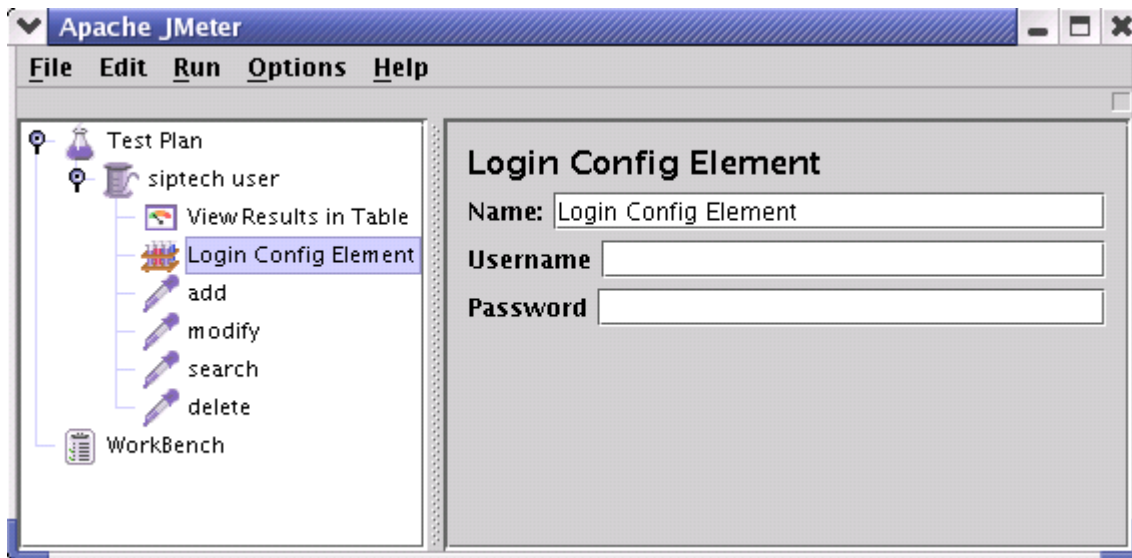 Apache JMeter
File Edit Run Options Help
Test Plan
siptech user
View Results in Table
Login Config Element
add
modify
search
delete
WorkBench
Login Config Element
Name: Login Config Element
Username
Password